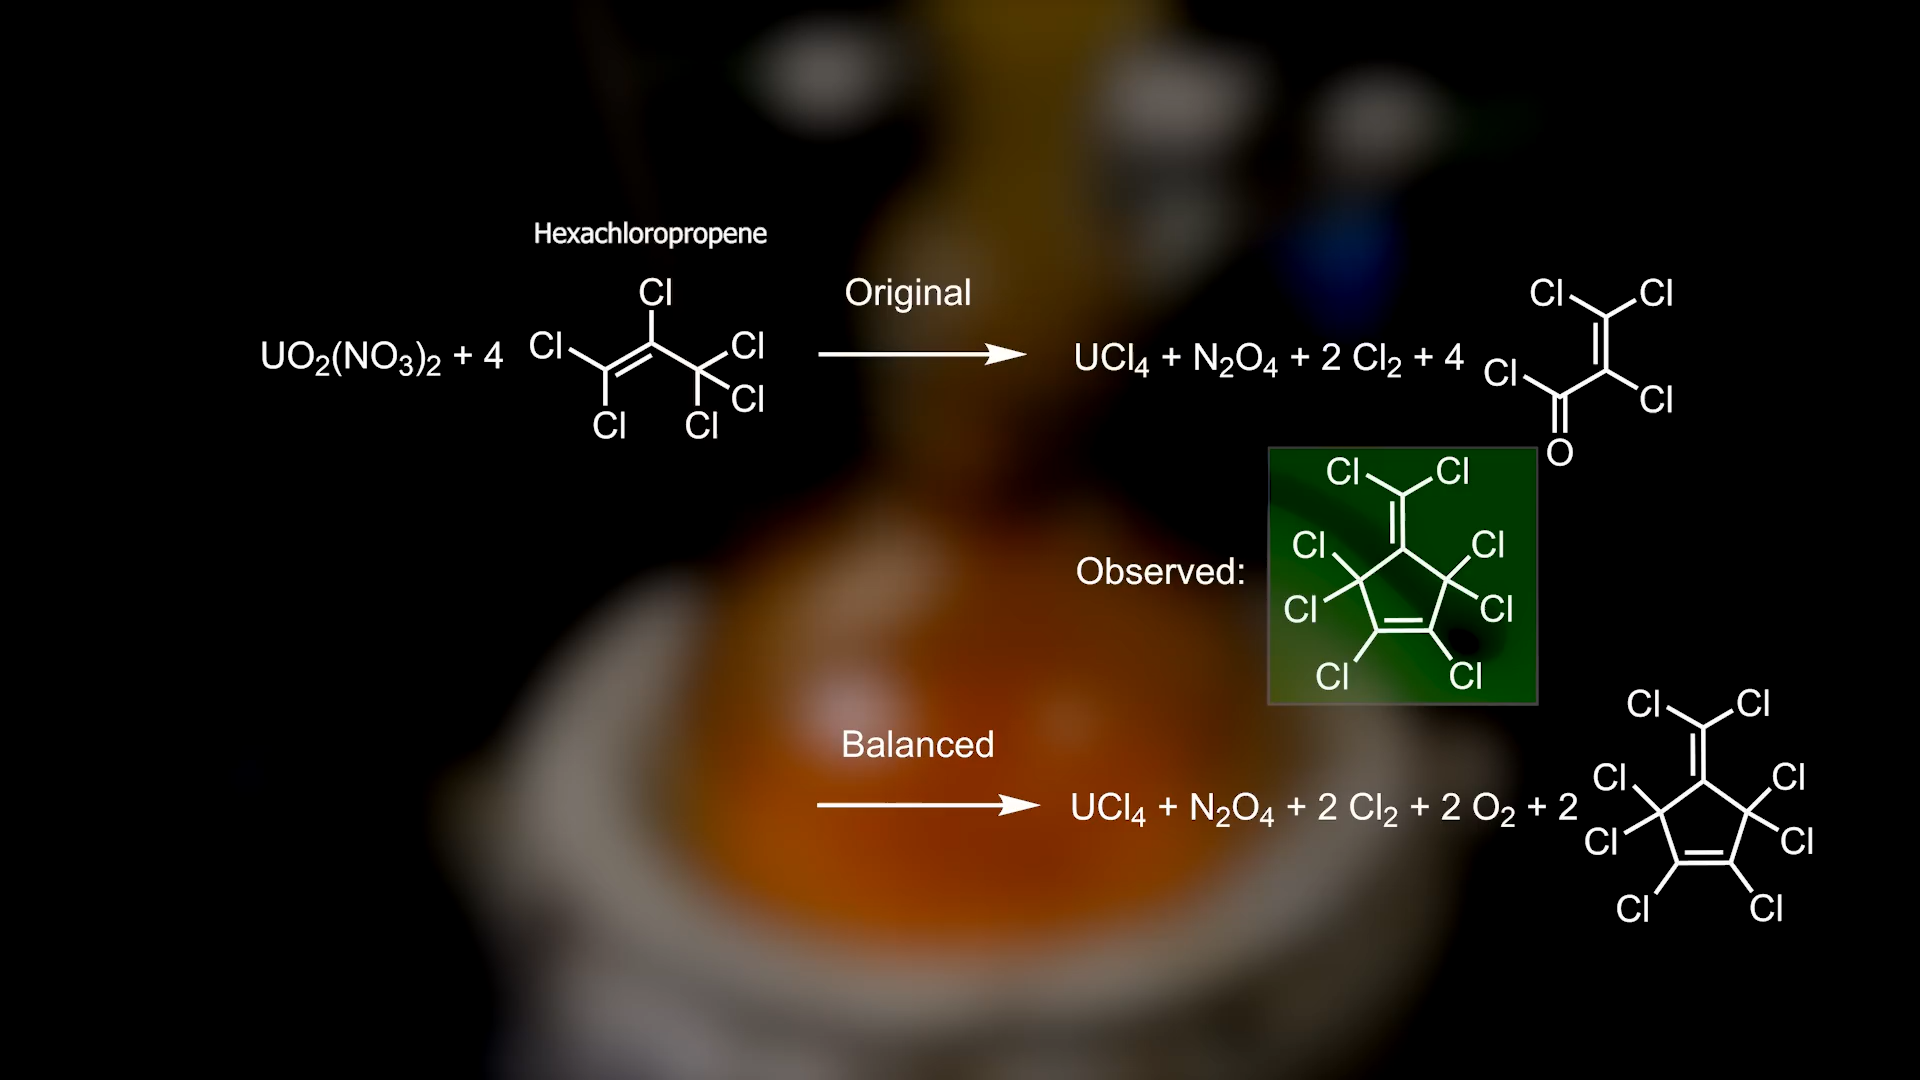 Hexachloropropene
Cl
Original
Cl Cl
UO₂(NO₃)₂ + 4 Cl Cl
Cl
Cl Cl
UCl₄ + N₂O₄ + 2 Cl₂ + 4 Cl
Cl
O
Cl Cl
Cl Cl
Observed:
Cl Cl
Cl Cl
Cl Cl
Balanced
Cl Cl
UCl₄ + N₂O₄ + 2 Cl₂ + 2 O₂ + 2
Cl Cl
Cl Cl